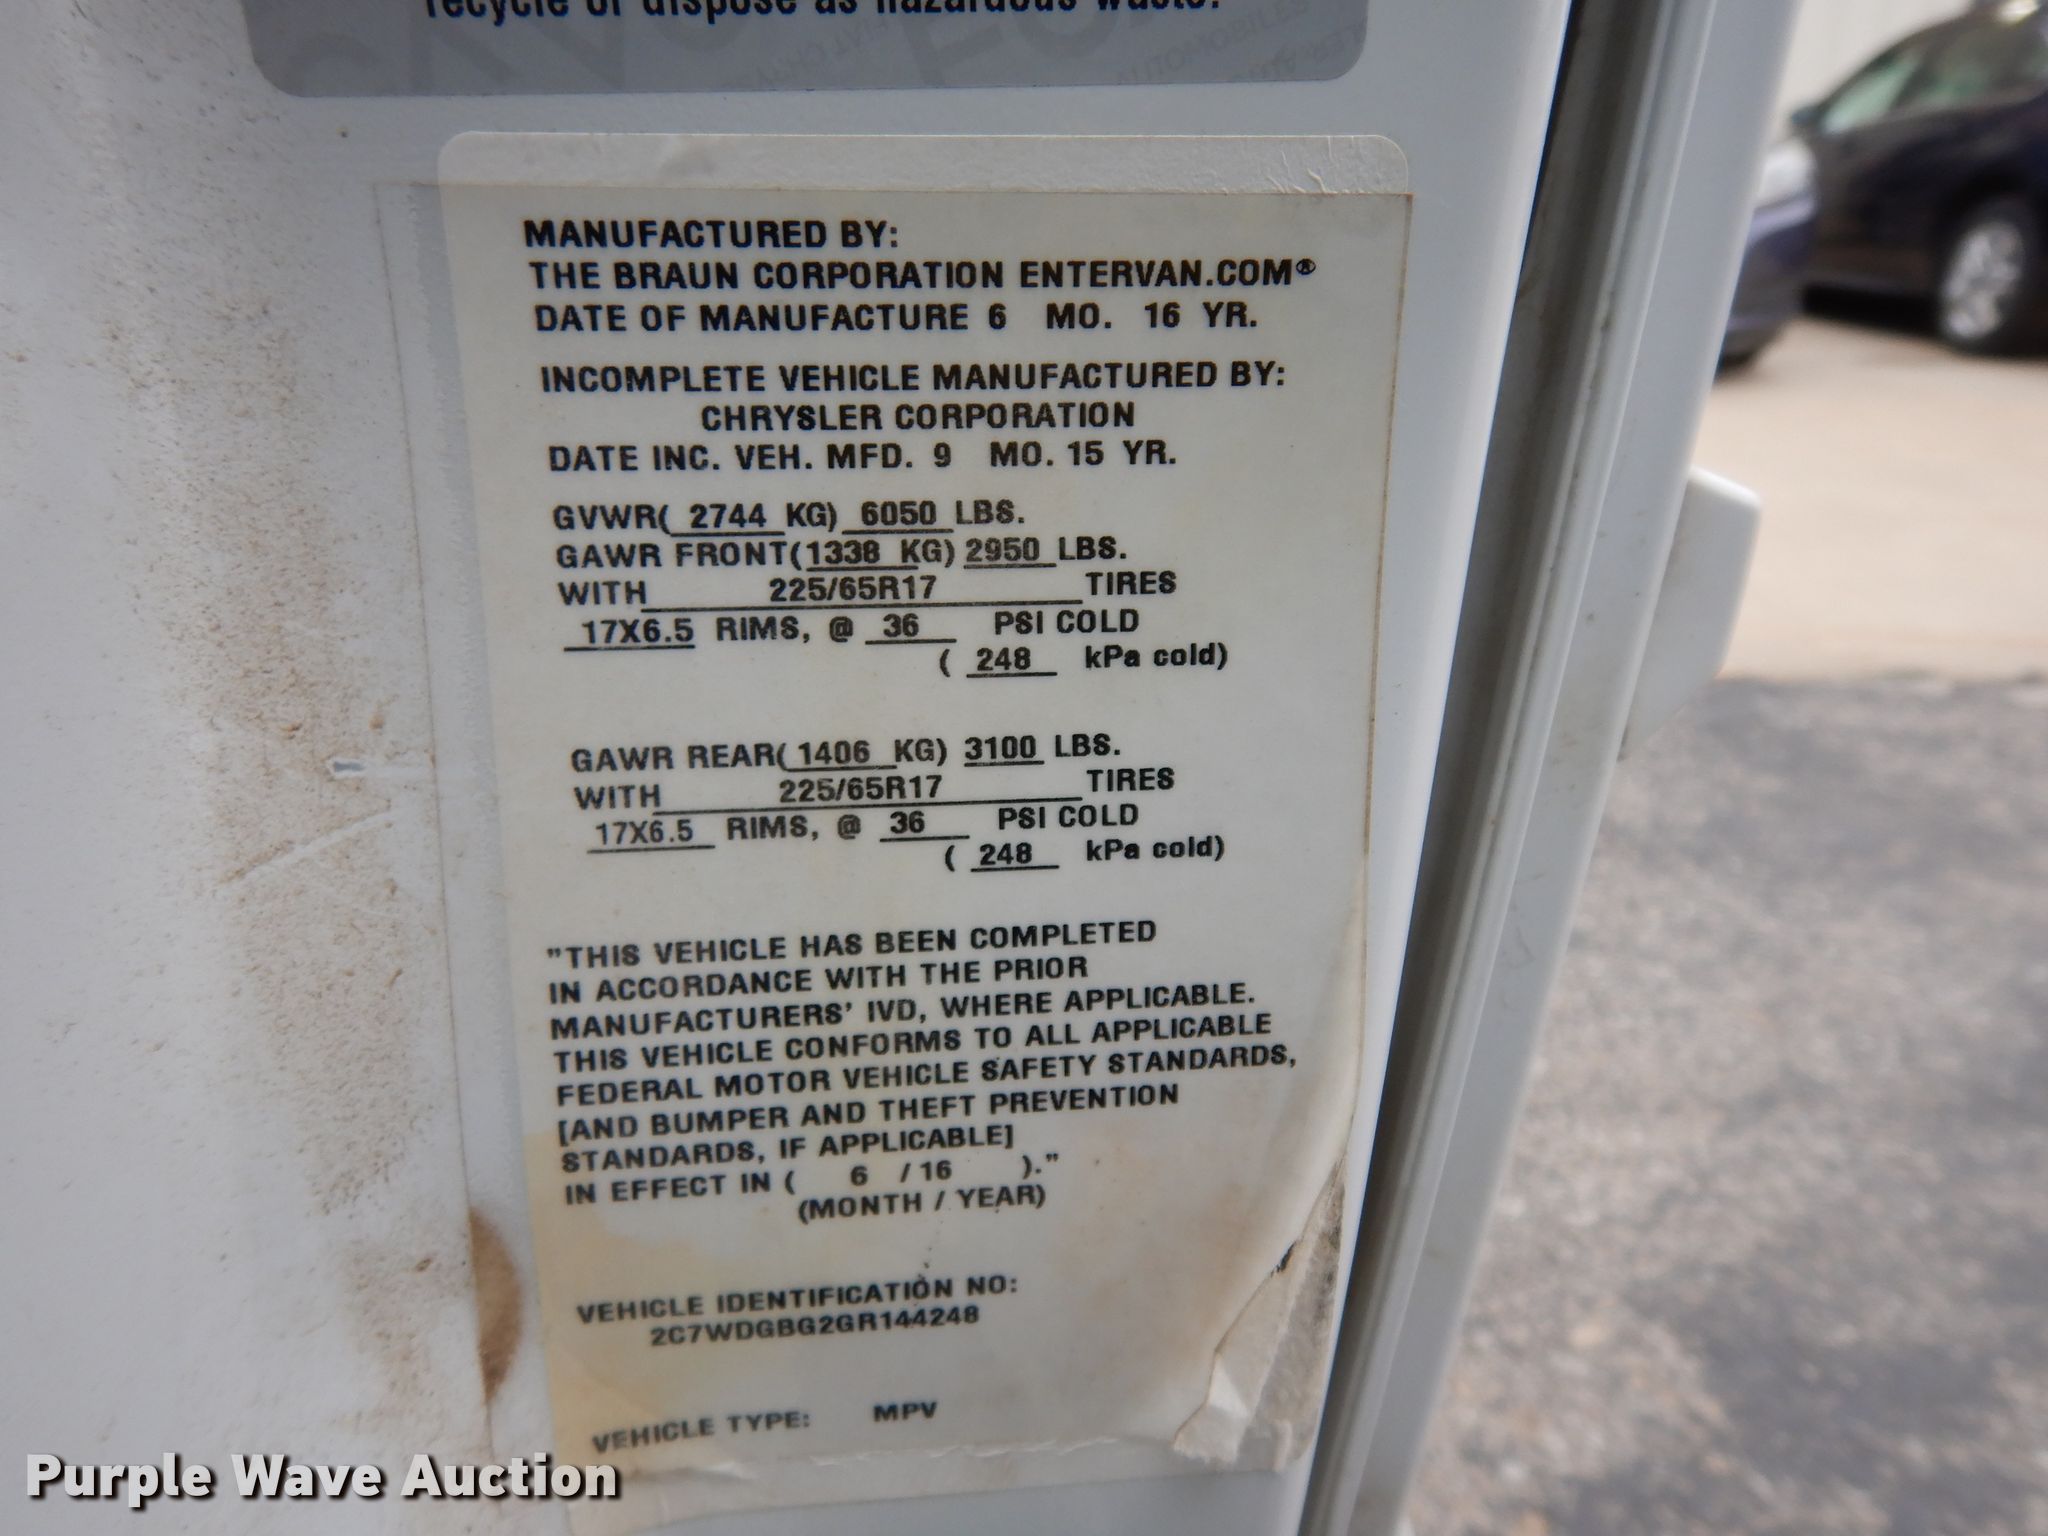 recycle or dispose as hazardous waste.
AUTOMOBILES
MANUFACTURED BY:
THE BRAUN CORPORATION ENTERVAN.COM®
DATE OF MANUFACTURE 6 MO. 16 YR.
INCOMPLETE VEHICLE MANUFACTURED BY:
CHRYSLER CORPORATION
DATE INC. VEH. MFD. 9 MO. 15 YR.
GVWR( 2744 KG) 6050 LBS.
GAWR FRONT(1338 KG) 2950 LBS.
WITH 225/65R17 TIRES
17X6.5 RIMS, @ 36 PSI COLD
( 248 kPa cold)
GAWR REAR( 1406 KG) 3100 LBS.
WITH 225/65R17 TIRES
17X6.5 RIMS, @ 36 PSI COLD
( 248 kPa cold)
"THIS VEHICLE HAS BEEN COMPLETED
IN ACCORDANCE WITH THE PRIOR
MANUFACTURERS' IVD, WHERE APPLICABLE.
THIS VEHICLE CONFORMS TO ALL APPLICABLE
FEDERAL MOTOR VEHICLE SAFETY STANDARDS,
[AND BUMPER AND THEFT PREVENTION
STANDARDS, IF APPLICABLE]
IN EFFECT IN ( 6 / 16 )."
(MONTH / YEAR)
VEHICLE IDENTIFICATION NO:
2C7WDGBG2GR144248
VEHICLE TYPE: MPV
Purple Wave Auction